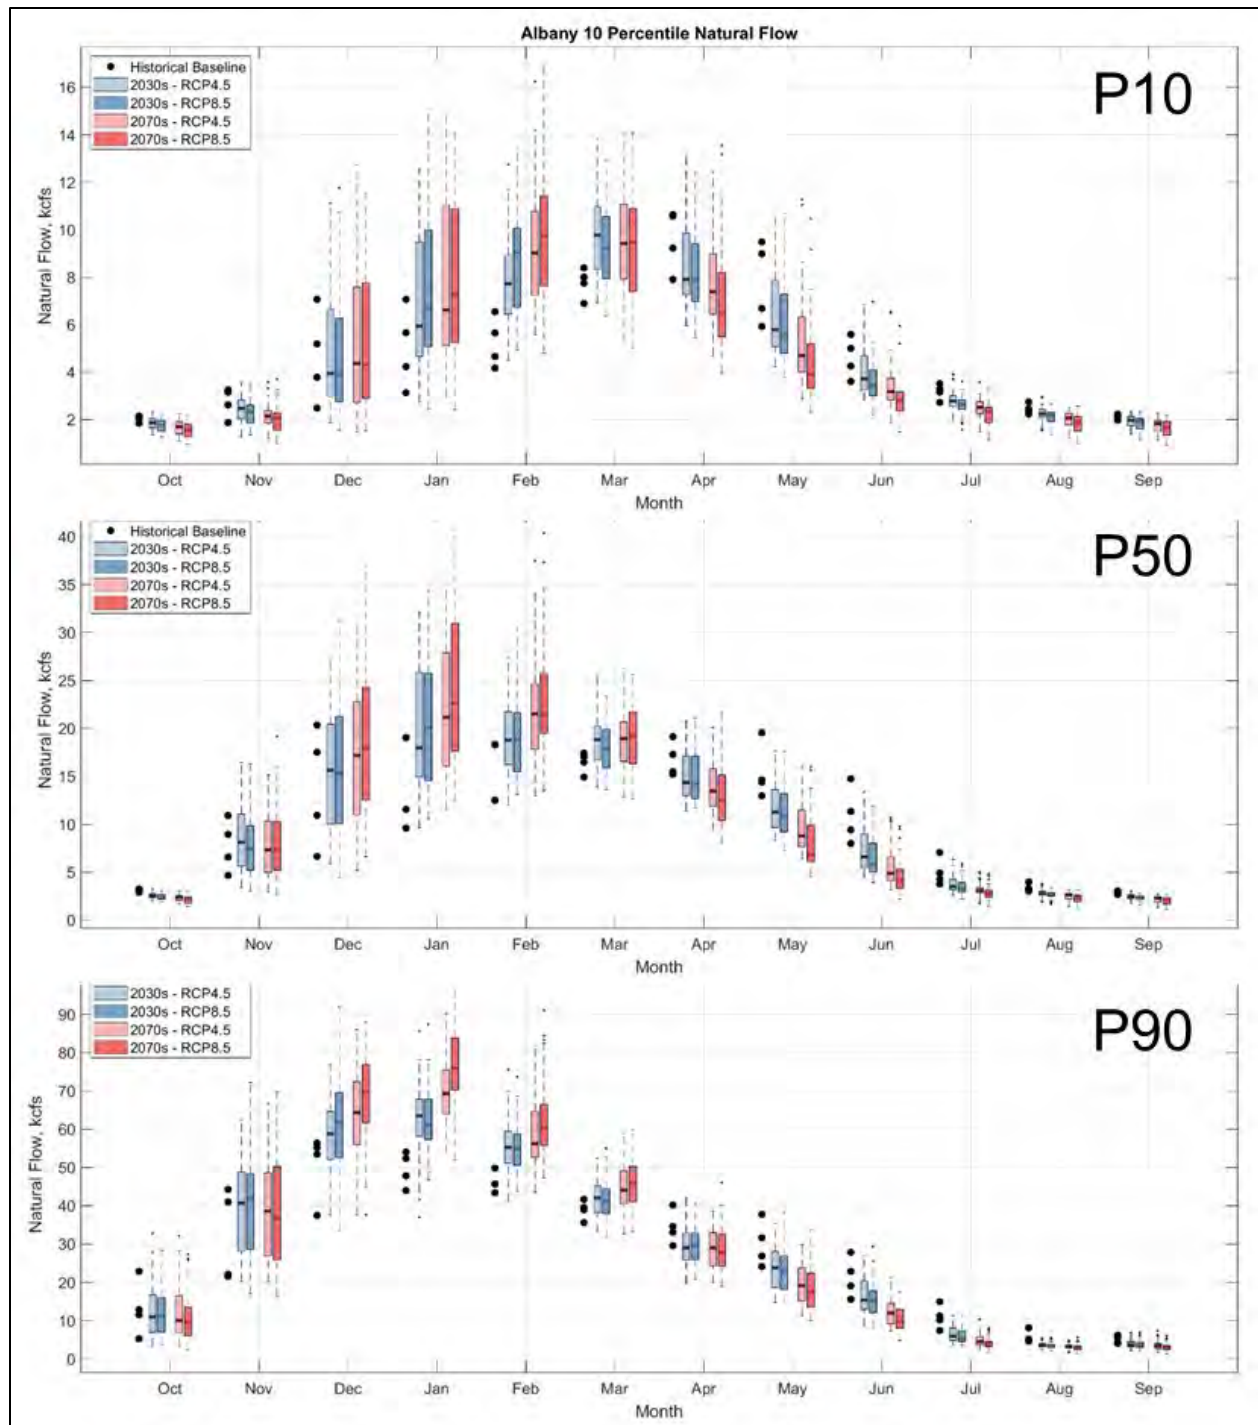 Albany 10 Percentile Natural Flow
P10
Historical Baseline
2030s - RCP4.5
2030s - RCP8.5
2070s - RCP4.5
2070s - RCP8.5
Natural Flow, kcfs
16
14
12
10
8
6
4
2
Oct Nov Dec Jan Feb Mar Apr May Jun Jul Aug Sep
Month
P50
Historical Baseline
2030s - RCP4.5
2030s - RCP8.5
2070s - RCP4.5
2070s - RCP8.5
Natural Flow, kcfs
40
35
30
25
20
15
10
5
0
Oct Nov Dec Jan Feb Mar Apr May Jun Jul Aug Sep
Month
P90
2030s - RCP4.5
2030s - RCP8.5
2070s - RCP4.5
2070s - RCP8.5
Natural Flow, kcfs
90
80
70
60
50
40
30
20
10
0
Oct Nov Dec Jan Feb Mar Apr May Jun Jul Aug Sep
Month